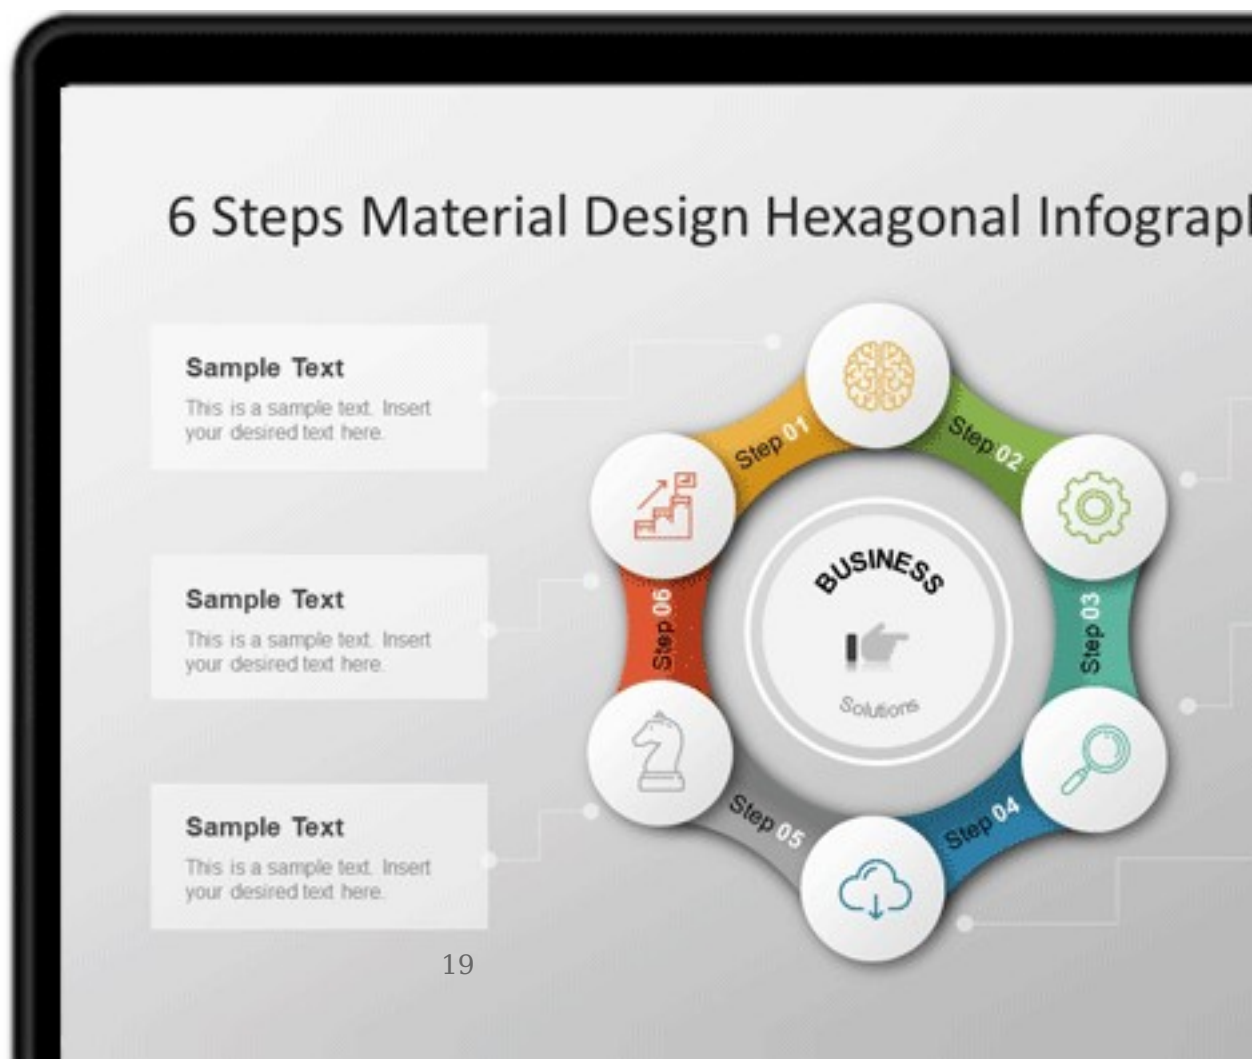 6 Steps Material Design Hexagonal Infograph
Sample Text
This is a sample text. Insert
your desired text here.
Sample Text
This is a sample text. Insert
your desired text here.
Sample Text
This is a sample text. Insert
your desired text here.
Step 01
Step 02
Step 03
Step 04
Step 05
Step 06
BUSINESS
Solutions
19